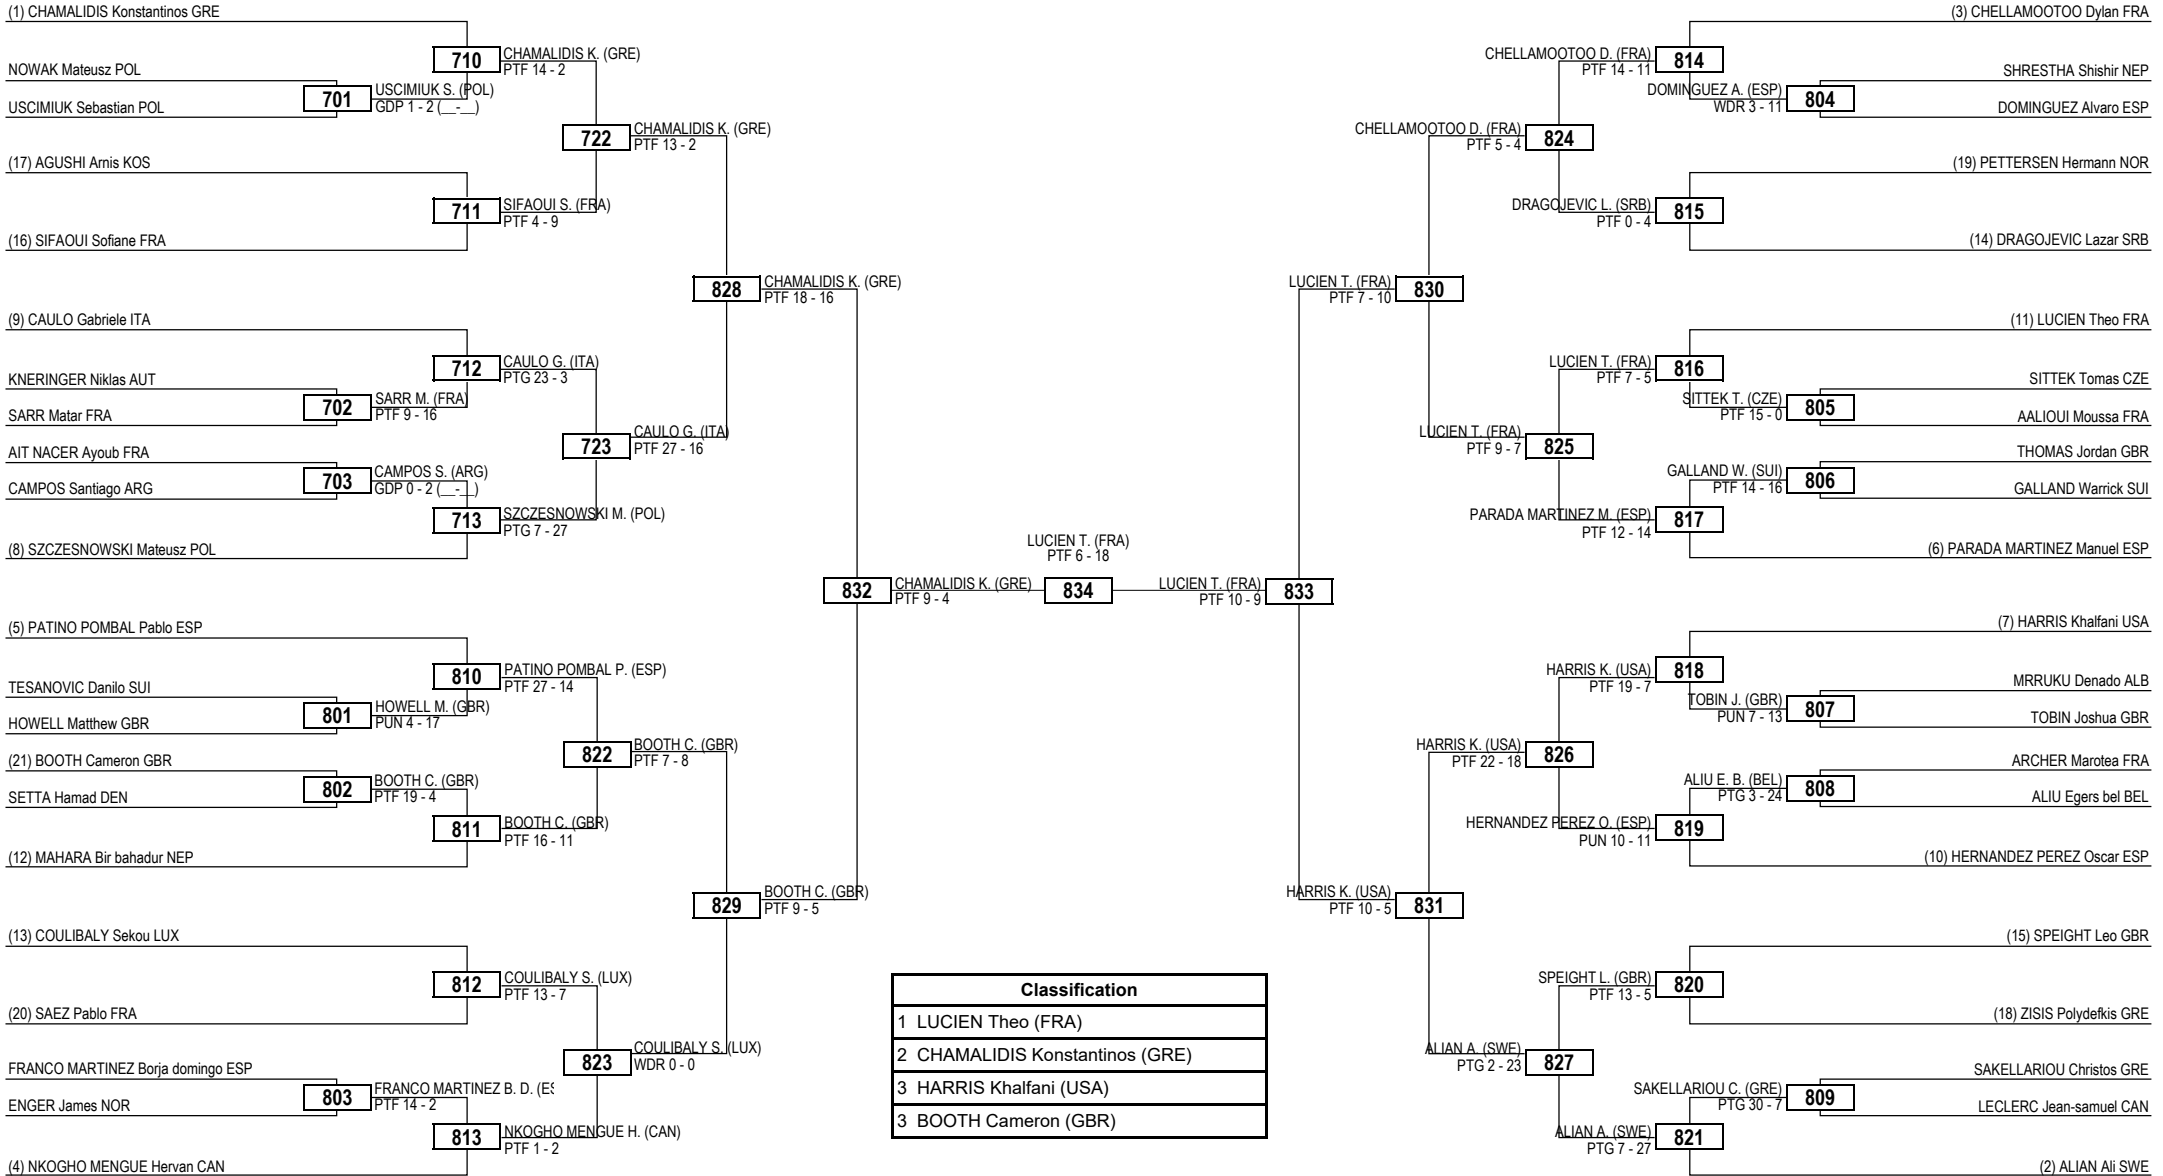 (1) CHAMALIDIS Konstantinos GRE
710
CHAMALIDIS K. (GRE)
PTF 14 - 2
NOWAK Mateusz POL
701
USCIMIUK S. (POL)
GDP 1 - 2 (__-__)
USCIMIUK Sebastian POL
722
CHAMALIDIS K. (GRE)
PTF 13 - 2
(17) AGUSHI Arnis KOS
711
SIFAOUI S. (FRA)
PTF 4 - 9
(16) SIFAOUI Sofiane FRA
828
CHAMALIDIS K. (GRE)
PTF 18 - 16
(9) CAULO Gabriele ITA
712
CAULO G. (ITA)
PTG 23 - 3
KNERINGER Niklas AUT
702
SARR M. (FRA)
PTF 9 - 16
SARR Matar FRA
723
CAULO G. (ITA)
PTF 27 - 16
AIT NACER Ayoub FRA
703
CAMPOS S. (ARG)
GDP 0 - 2 (__-__)
CAMPOS Santiago ARG
713
SZCZESNOWSKI M. (POL)
PTG 7 - 27
(8) SZCZESNOWSKI Mateusz POL
832
CHAMALIDIS K. (GRE)
PTF 9 - 4
LUCIEN T. (FRA)
PTF 6 - 18
834
(5) PATINO POMBAL Pablo ESP
810
PATINO POMBAL P. (ESP)
PTF 27 - 14
TESANOVIC Danilo SUI
801
HOWELL M. (GBR)
PUN 4 - 17
HOWELL Matthew GBR
822
BOOTH C. (GBR)
PTF 7 - 8
(21) BOOTH Cameron GBR
802
BOOTH C. (GBR)
PTF 19 - 4
SETTA Hamad DEN
811
BOOTH C. (GBR)
PTF 16 - 11
(12) MAHARA Bir bahadur NEP
829
BOOTH C. (GBR)
PTF 9 - 5
(13) COULIBALY Sekou LUX
812
COULIBALY S. (LUX)
PTF 13 - 7
(20) SAEZ Pablo FRA
823
COULIBALY S. (LUX)
WDR 0 - 0
FRANCO MARTINEZ Borja domingo ESP
803
FRANCO MARTINEZ B. D. (ES
PTF 14 - 2
ENGER James NOR
813
NKOGHO MENGUE H. (CAN)
PTF 1 - 2
(4) NKOGHO MENGUE Hervan CAN
(3) CHELLAMOOTOO Dylan FRA
CHELLAMOOTOO D. (FRA)
PTF 14 - 11
814
SHRESTHA Shishir NEP
DOMINGUEZ A. (ESP)
WDR 3 - 11
804
DOMINGUEZ Alvaro ESP
CHELLAMOOTOO D. (FRA)
PTF 5 - 4
824
(19) PETTERSEN Hermann NOR
DRAGOJEVIC L. (SRB)
PTF 0 - 4
815
(14) DRAGOJEVIC Lazar SRB
LUCIEN T. (FRA)
PTF 7 - 10
830
(11) LUCIEN Theo FRA
LUCIEN T. (FRA)
PTF 7 - 5
816
SITTEK Tomas CZE
SITTEK T. (CZE)
PTF 15 - 0
805
AALIOUI Moussa FRA
LUCIEN T. (FRA)
PTF 9 - 7
825
THOMAS Jordan GBR
GALLAND W. (SUI)
PTF 14 - 16
806
GALLAND Warrick SUI
PARADA MARTINEZ M. (ESP)
PTF 12 - 14
817
(6) PARADA MARTINEZ Manuel ESP
LUCIEN T. (FRA)
PTF 10 - 9
833
(7) HARRIS Khalfani USA
HARRIS K. (USA)
PTF 19 - 7
818
MRRUKU Denado ALB
TOBIN J. (GBR)
PUN 7 - 13
807
TOBIN Joshua GBR
HARRIS K. (USA)
PTF 22 - 18
826
ARCHER Marotea FRA
ALIU E. B. (BEL)
PTG 3 - 24
808
ALIU Egers bel BEL
HERNANDEZ PEREZ O. (ESP)
PUN 10 - 11
819
(10) HERNANDEZ PEREZ Oscar ESP
HARRIS K. (USA)
PTF 10 - 5
831
(15) SPEIGHT Leo GBR
SPEIGHT L. (GBR)
PTF 13 - 5
820
(18) ZISIS Polydefkis GRE
ALIAN A. (SWE)
PTG 2 - 23
827
SAKELLARIOU Christos GRE
SAKELLARIOU C. (GRE)
PTG 30 - 7
809
LECLERC Jean-samuel CAN
ALIAN A. (SWE)
PTG 7 - 27
821
(2) ALIAN Ali SWE
Classification
1 LUCIEN Theo (FRA)
2 CHAMALIDIS Konstantinos (GRE)
3 HARRIS Khalfani (USA)
3 BOOTH Cameron (GBR)